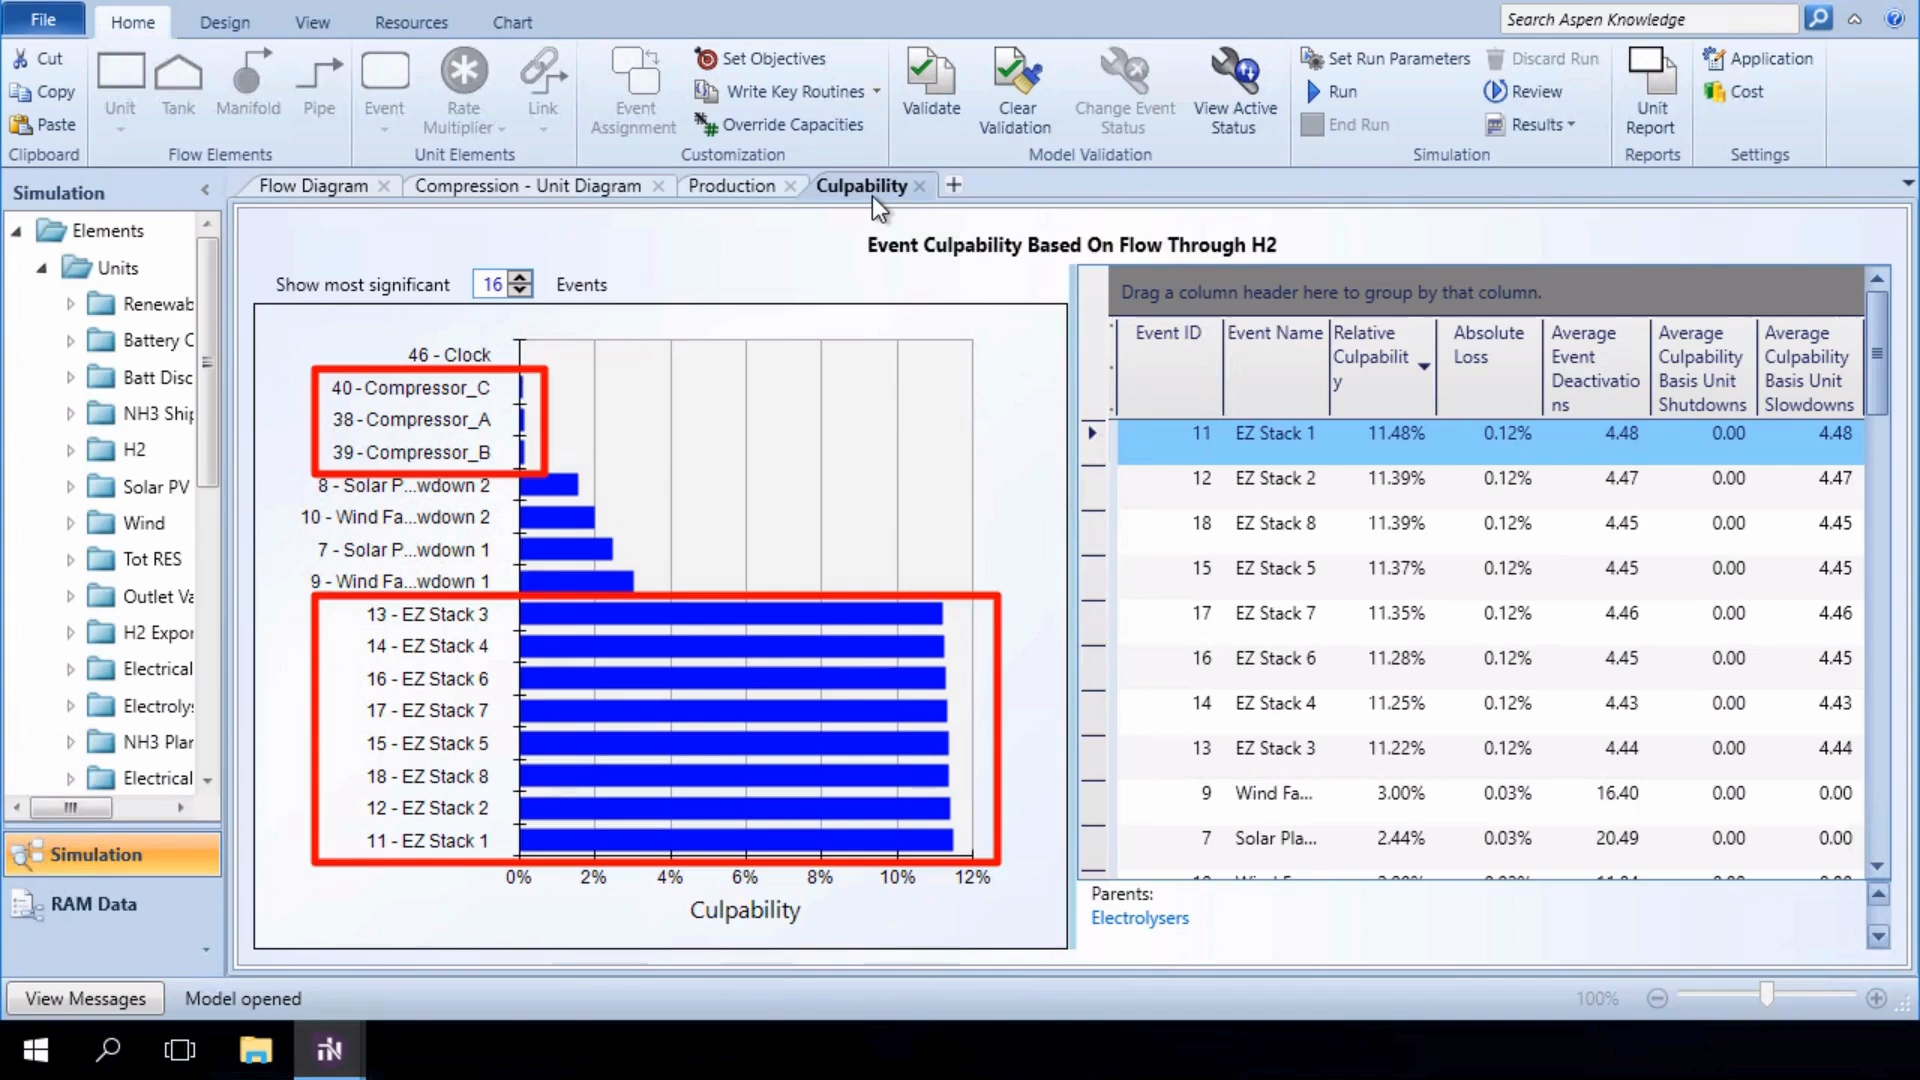 File
Home
Design
View
Resources
Chart
Search Aspen Knowledge
Cut
Copy
Paste
Clipboard
Unit
Tank
Manifold
Pipe
Flow Elements
Event
Rate
Multiplier
Link
Unit Elements
Event
Assignment
Set Objectives
Write Key Routines
Override Capacities
Customization
Validate
Clear
Validation
Change Event
Status
View Active
Status
Model Validation
Set Run Parameters
Run
End Run
Discard Run
Review
Results
Simulation
Unit
Report
Reports
Application
Cost
Settings
Simulation
Flow Diagram
Compression - Unit Diagram
Production
Culpability
Elements
Units
Renewab
Battery C
Batt Disc
NH3 Ship
H2
Solar PV
Wind
Tot RES
Outlet Va
H2 Expor
Electrical
Electroly
NH3 Plar
Electrical
Simulation
RAM Data
Event Culpability Based On Flow Through H2
Show most significant 16 Events
46 - Clock
40 - Compressor_C
38 - Compressor_A
39 - Compressor_B
8 - Solar P...wdown 2
10 - Wind Fa...wdown 2
7 - Solar P...wdown 1
9 - Wind Fa...wdown 1
13 - EZ Stack 3
14 - EZ Stack 4
16 - EZ Stack 6
17 - EZ Stack 7
15 - EZ Stack 5
18 - EZ Stack 8
12 - EZ Stack 2
11 - EZ Stack 1
0% 2% 4% 6% 8% 10% 12%
Culpability
Drag a column header here to group by that column.
Event ID
Event Name
Relative
Culpabilit
y
Absolute
Loss
Average
Event
Deactivatio
ns
Average
Culpability
Basis Unit
Shutdowns
Average
Culpability
Basis Unit
Slowdowns
11 EZ Stack 1 11.48% 0.12% 4.48 0.00 4.48
12 EZ Stack 2 11.39% 0.12% 4.47 0.00 4.47
18 EZ Stack 8 11.39% 0.12% 4.45 0.00 4.45
15 EZ Stack 5 11.37% 0.12% 4.45 0.00 4.45
17 EZ Stack 7 11.35% 0.12% 4.46 0.00 4.46
16 EZ Stack 6 11.28% 0.12% 4.45 0.00 4.45
14 EZ Stack 4 11.25% 0.12% 4.43 0.00 4.43
13 EZ Stack 3 11.22% 0.12% 4.44 0.00 4.44
9 Wind Fa... 3.00% 0.03% 16.40 0.00 0.00
7 Solar Pla... 2.44% 0.03% 20.49 0.00 0.00
Parents:
Electrolysers
View Messages
Model opened
100%